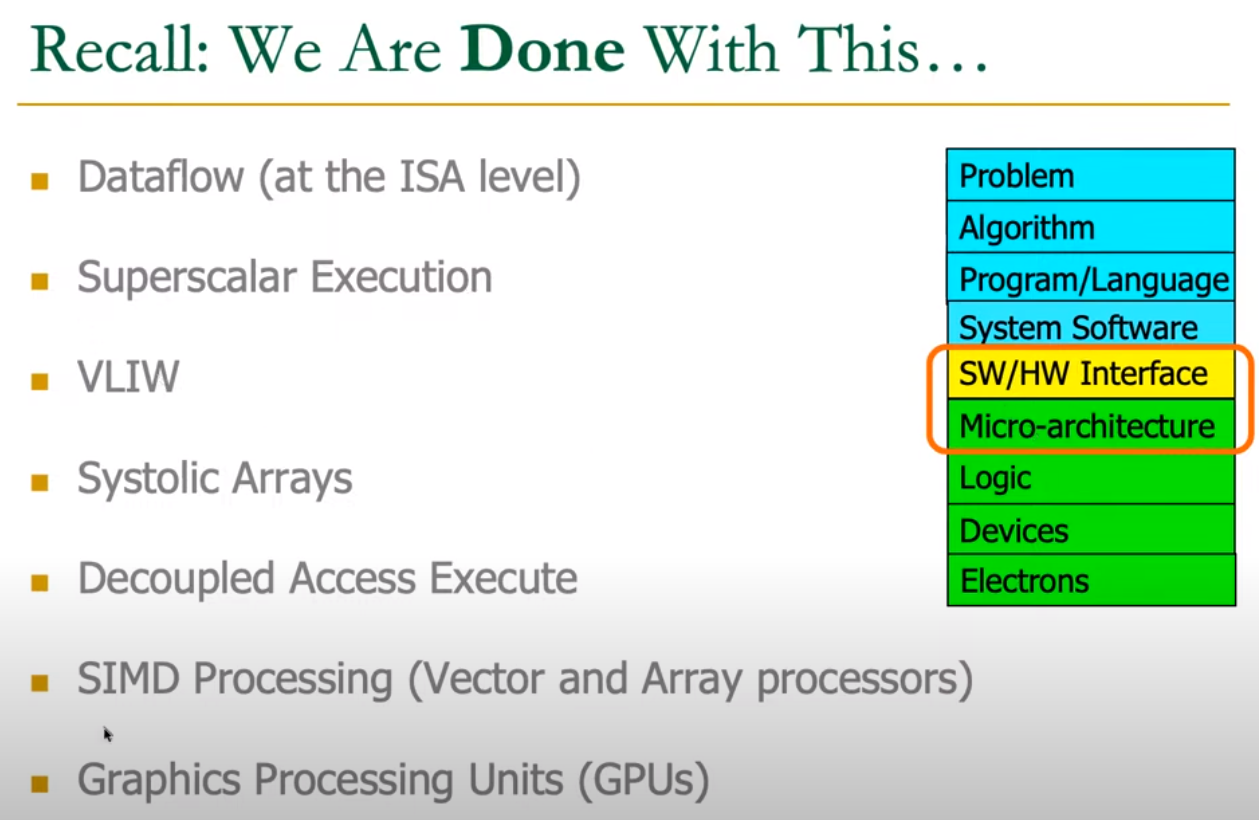 Recall: We Are Done With This…
Dataflow (at the ISA level)
Superscalar Execution
VLIW
Systolic Arrays
Decoupled Access Execute
SIMD Processing (Vector and Array processors)
Graphics Processing Units (GPUs)
Problem
Algorithm
Program/Language
System Software
SW/HW Interface
Micro-architecture
Logic
Devices
Electrons